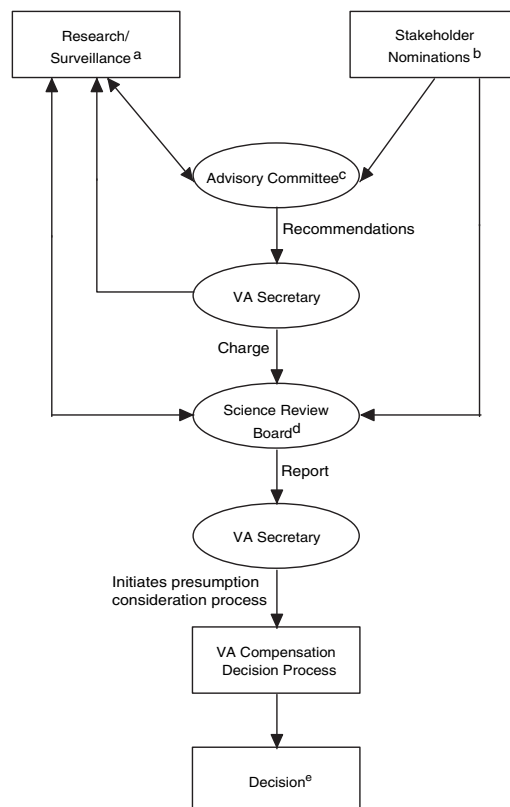 Research/
Surveillance a
Stakeholder
Nominations b
Advisory Committee c
Recommendations
VA Secretary
Charge
Science Review
Board d
Report
VA Secretary
Initiates presumption
consideration process
VA Compensation
Decision Process
Decision e